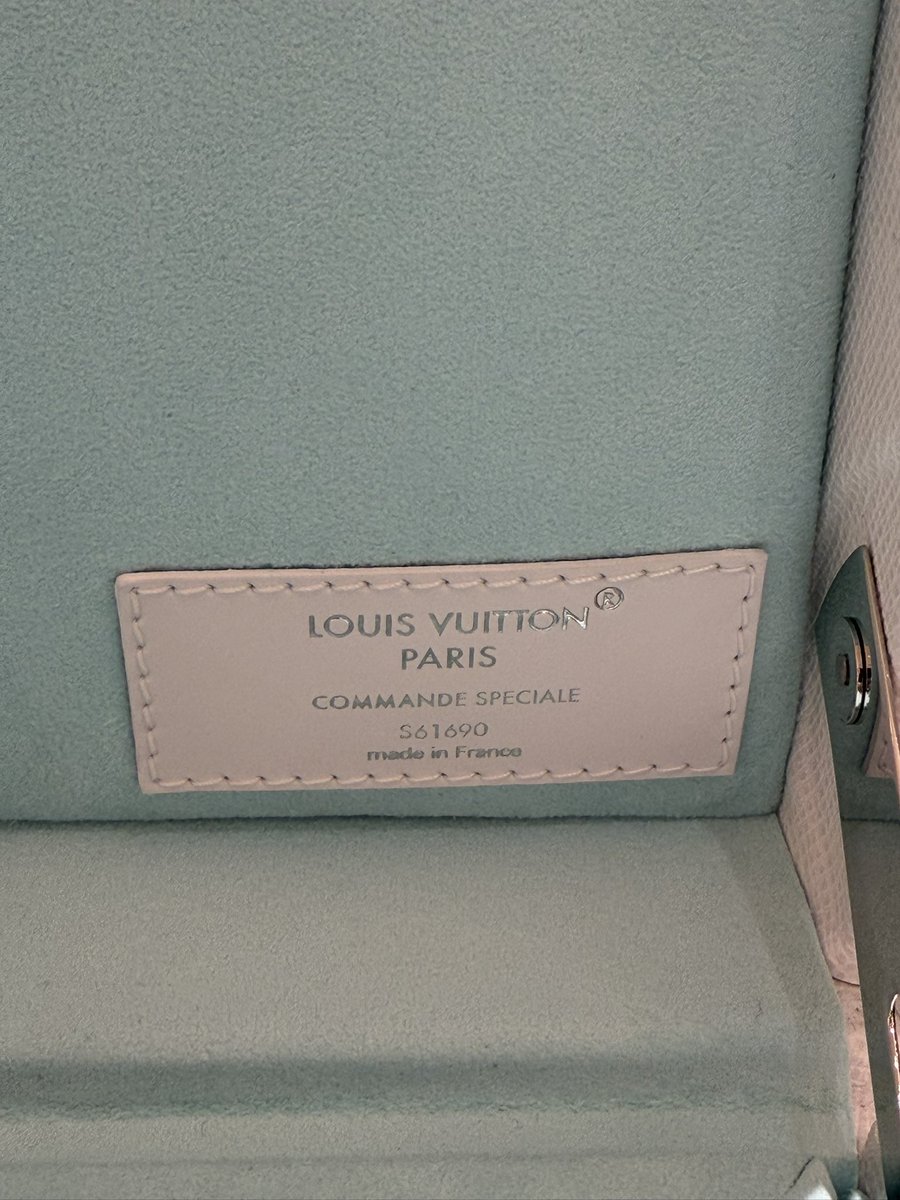 LOUIS VUITTON®
PARIS
COMMANDE SPECIALE
S61690
made in France